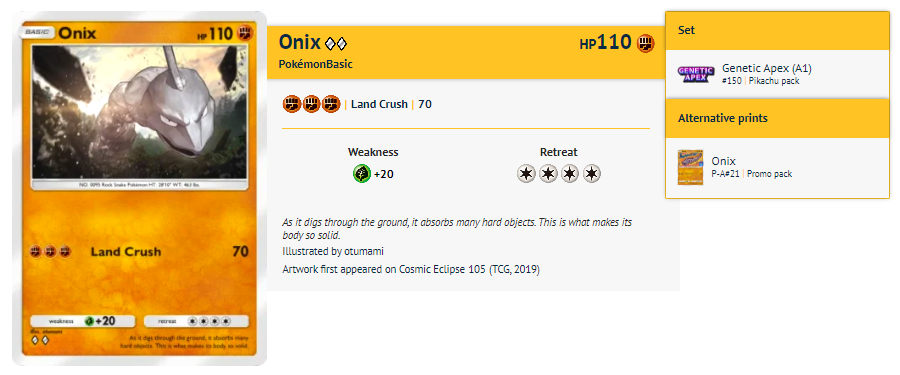 BASIC Onix HP 110
NO. 0095 Rock Snake Pokémon HT: 28'10" WT: 463 lbs.
Land Crush 70
weakness +20 retreat
Illus. otumami
As it digs through the ground, it absorbs many
hard objects. This is what makes its body so solid.
Onix HP110
PokémonBasic
| Land Crush | 70
Weakness Retreat
+20
As it digs through the ground, it absorbs many hard objects. This is what makes its
body so solid.
Illustrated by otumami
Artwork first appeared on Cosmic Eclipse 105 (TCG, 2019)
Set
GENETIC
APEX
Genetic Apex (A1)
#150 | Pikachu pack
Alternative prints
Onix
P-A#21 | Promo pack